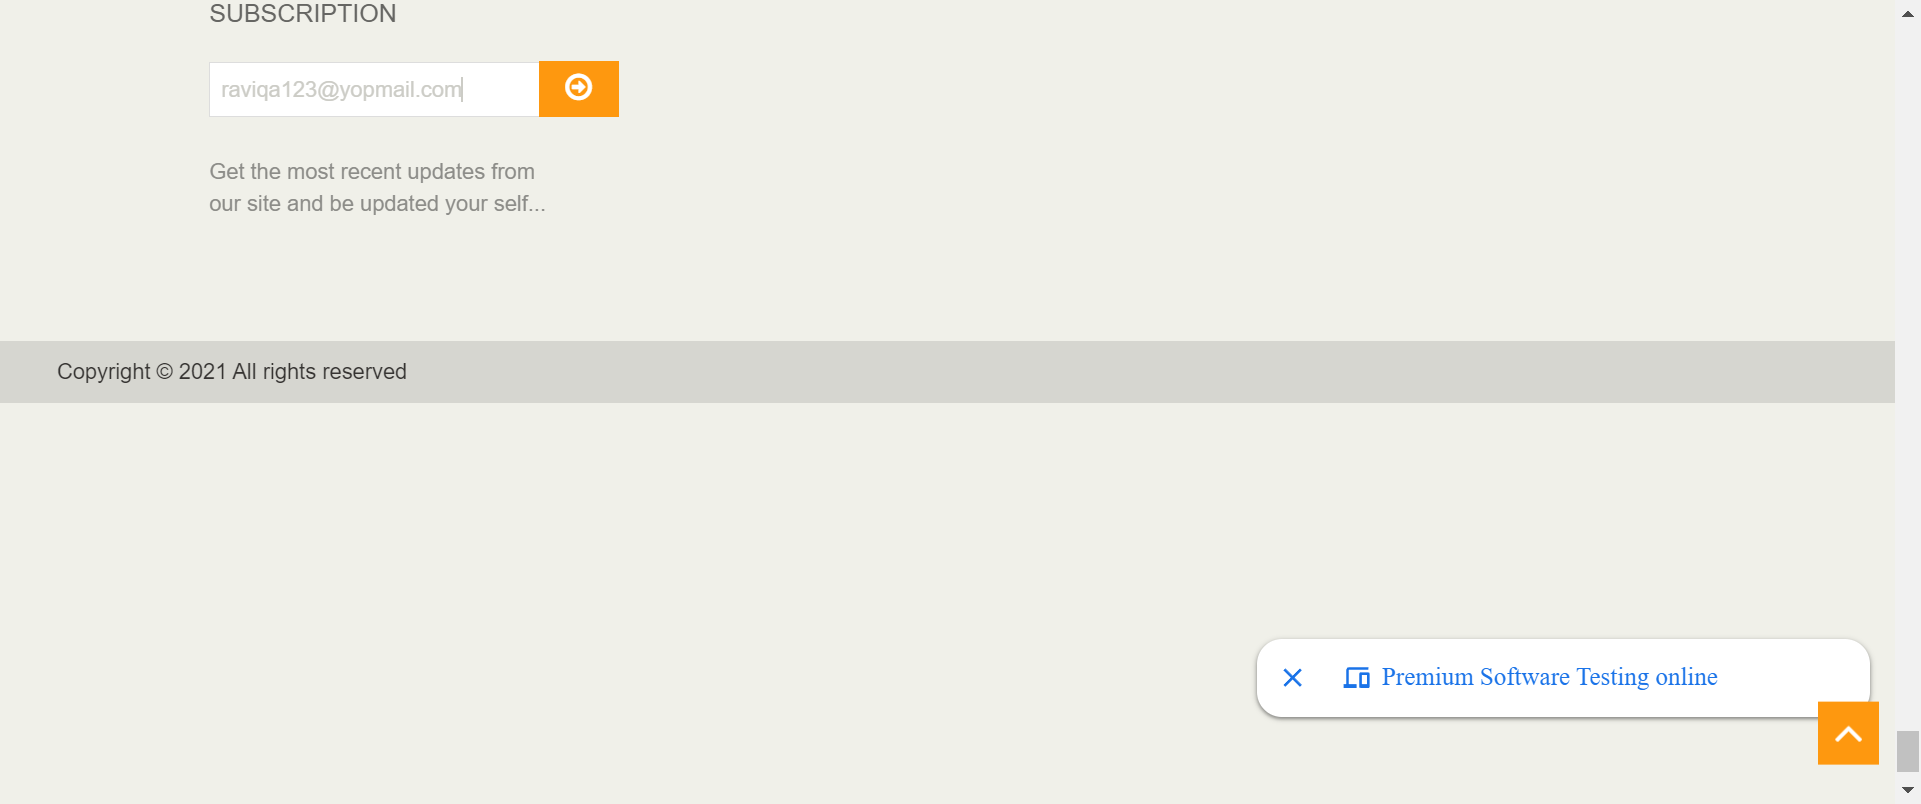 SUBSCRIPTION
raviqa123@yopmail.com
Get the most recent updates from
our site and be updated your self...
Copyright © 2021 All rights reserved
Premium Software Testing online